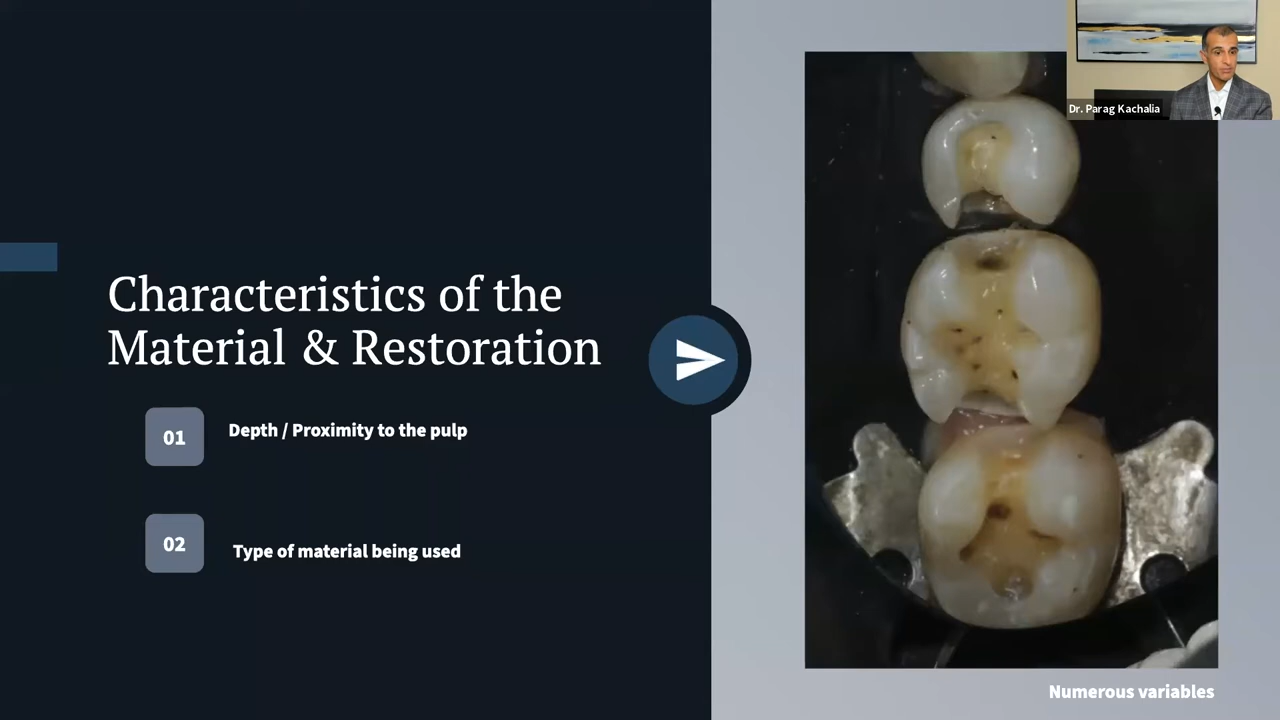 Dr. Parag Kachalia
Characteristics of the
Material & Restoration
01
Depth / Proximity to the pulp
02
Type of material being used
Numerous variables